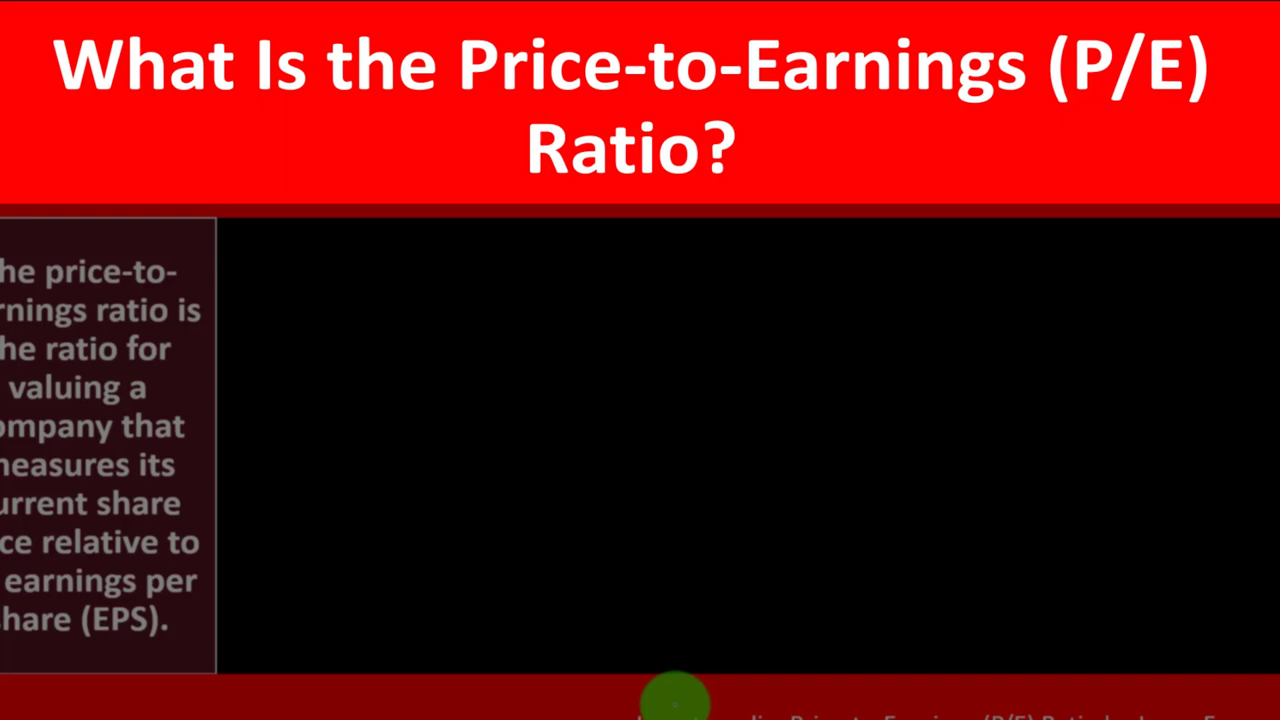 What Is the Price-to-Earnings (P/E)
Ratio?
he price-to-
rnings ratio is
he ratio for
valuing a
ompany that
neasures its
urrent share
ce relative to
earnings per
hare (EPS).